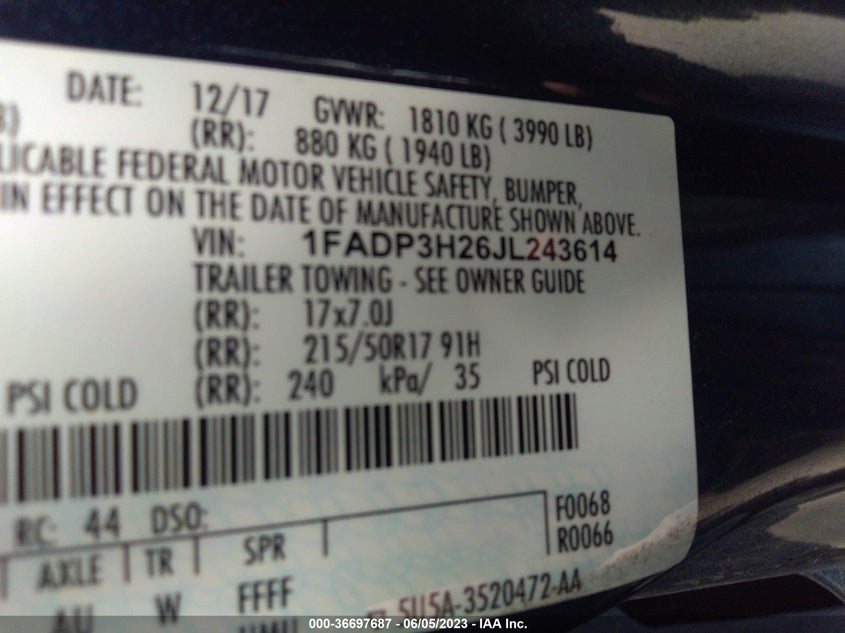 DATE: 12/17 GVWR: 1810 KG ( 3990 LB)
(RR): 880 KG ( 1940 LB)
FEDERAL MOTOR VEHICLE SAFETY, BUMPER,
IN EFFECT ON THE DATE OF MANUFACTURE SHOWN ABOVE.
VIN: 1FADP3H26JL243614
TRAILER TOWING - SEE OWNER GUIDE
(RR): 17x7.0J
(RR): 215/50R17 91H
PSI COLD (RR): 240 kPa/ 35 PSI COLD
RC: 44 DSO:
F0068
R0066
AXLE TR SPR
AU W FFFF
5U5A-3520472-AA
000-36697687 - 06/05/2023 - IAA Inc.